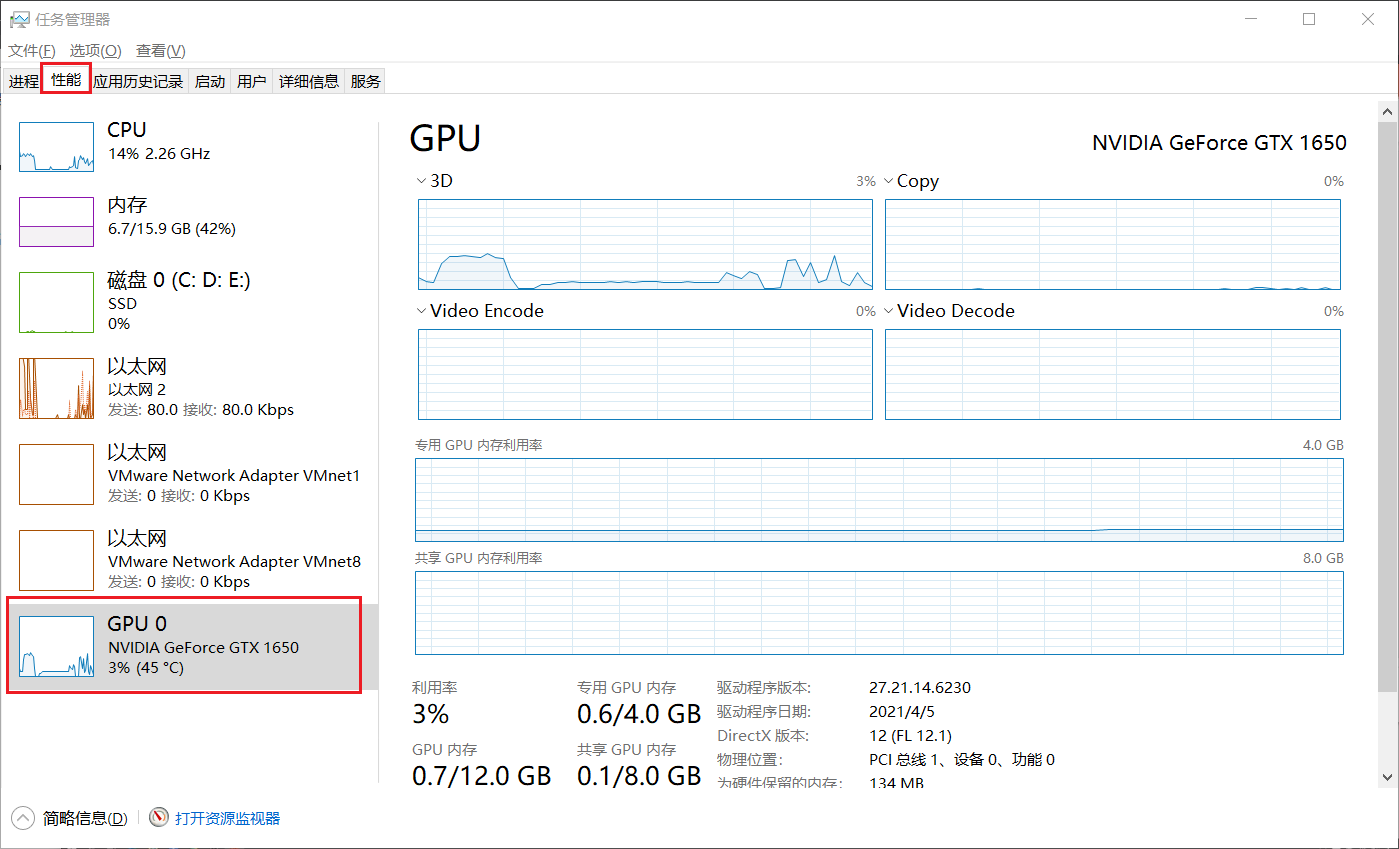 任务管理器
文件(F) 选项(O) 查看(V)
进程 性能 应用历史记录 启动 用户 详细信息 服务
CPU
14% 2.26 GHz
内存
6.7/15.9 GB (42%)
磁盘 0 (C: D: E:)
SSD
0%
以太网
以太网 2
发送: 80.0 接收: 80.0 Kbps
以太网
VMware Network Adapter VMnet1
发送: 0 接收: 0 Kbps
以太网
VMware Network Adapter VMnet8
发送: 0 接收: 0 Kbps
GPU 0
NVIDIA GeForce GTX 1650
3% (45 °C)
GPU
NVIDIA GeForce GTX 1650
3D 3% Copy 0%
Video Encode 0% Video Decode 0%
专用 GPU 内存利用率 4.0 GB
共享 GPU 内存利用率 8.0 GB
利用率
3%
专用 GPU 内存
0.6/4.0 GB
GPU 内存
0.7/12.0 GB
共享 GPU 内存
0.1/8.0 GB
驱动程序版本: 27.21.14.6230
驱动程序日期: 2021/4/5
DirectX 版本: 12 (FL 12.1)
物理位置: PCI 总线 1、设备 0、功能 0
为硬件保留的内存: 134 MB
简略信息(D) 打开资源监视器